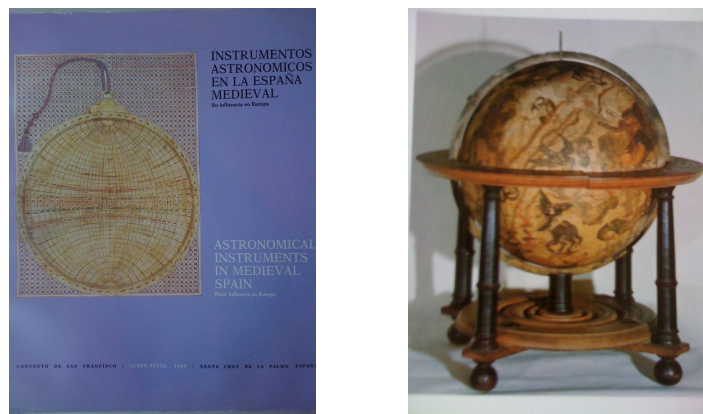 INSTRUMENTOS
ASTRONOMICOS
EN LA ESPAÑA
MEDIEVAL
Su influencia en Europa
ASTRONOMICAL
INSTRUMENTS
IN MEDIEVAL
SPAIN
Their influence in Europe
CONVENTO DE SAN FRANCISCO / JUNIO-JULIO, 1985 / SANTA CRUZ DE LA PALMA. ESPAÑA